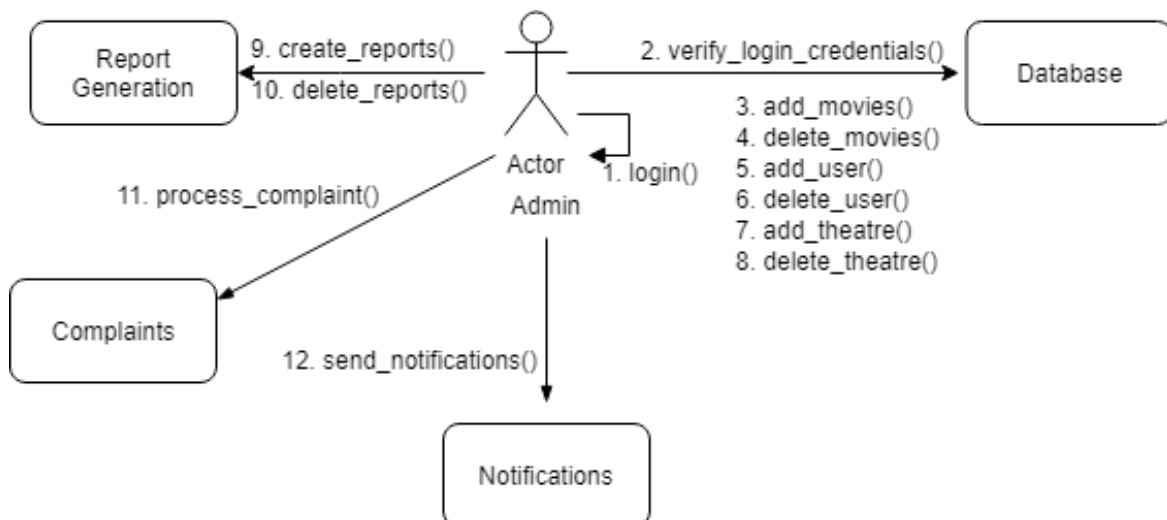 Report
Generation
9. create_reports()
10. delete_reports()
2. verify_login_credentials()
Database
3. add_movies()
4. delete_movies()
5. add_user()
6. delete_user()
7. add_theatre()
8. delete_theatre()
Actor
Admin
1. login()
11. process_complaint()
Complaints
12. send_notifications()
Notifications